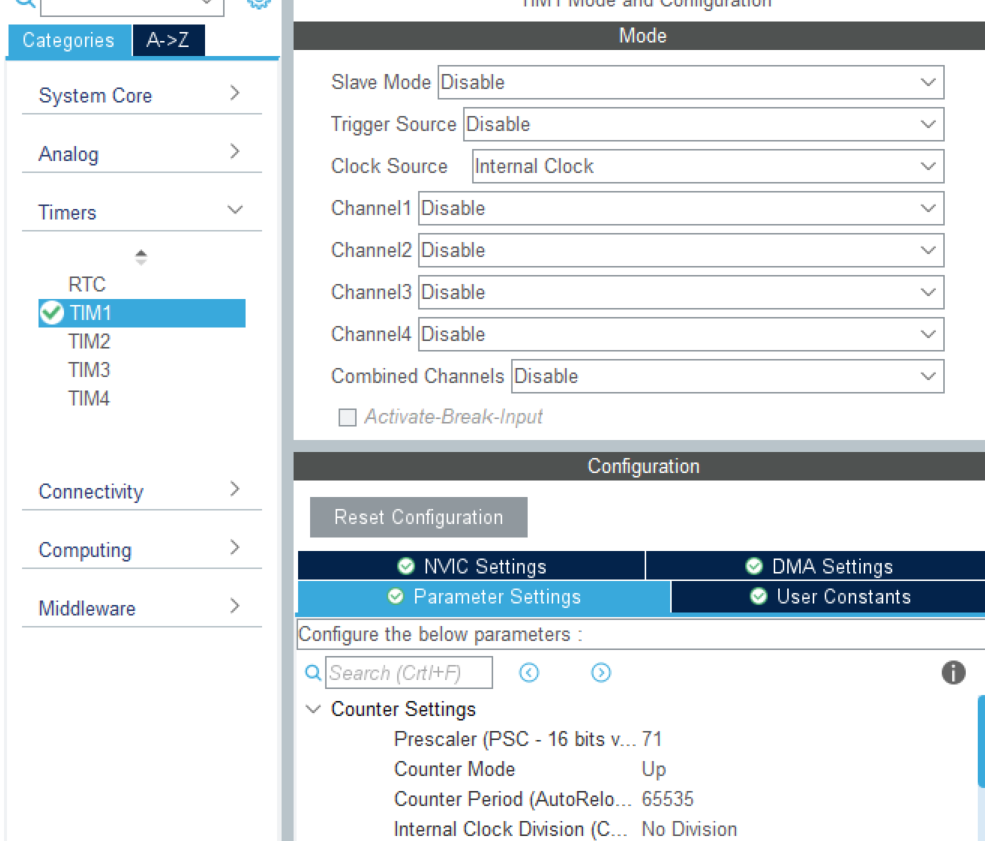 TIM1 Mode and Configuration
Categories A->Z
System Core
Analog
Timers
RTC
TIM1
TIM2
TIM3
TIM4
Connectivity
Computing
Middleware
Mode
Slave Mode Disable
Trigger Source Disable
Clock Source Internal Clock
Channel1 Disable
Channel2 Disable
Channel3 Disable
Channel4 Disable
Combined Channels Disable
Activate-Break-Input
Configuration
Reset Configuration
NVIC Settings DMA Settings
Parameter Settings User Constants
Configure the below parameters :
Search (Crtl+F)
Counter Settings
Prescaler (PSC - 16 bits v... 71
Counter Mode Up
Counter Period (AutoRelo... 65535
Internal Clock Division (C... No Division